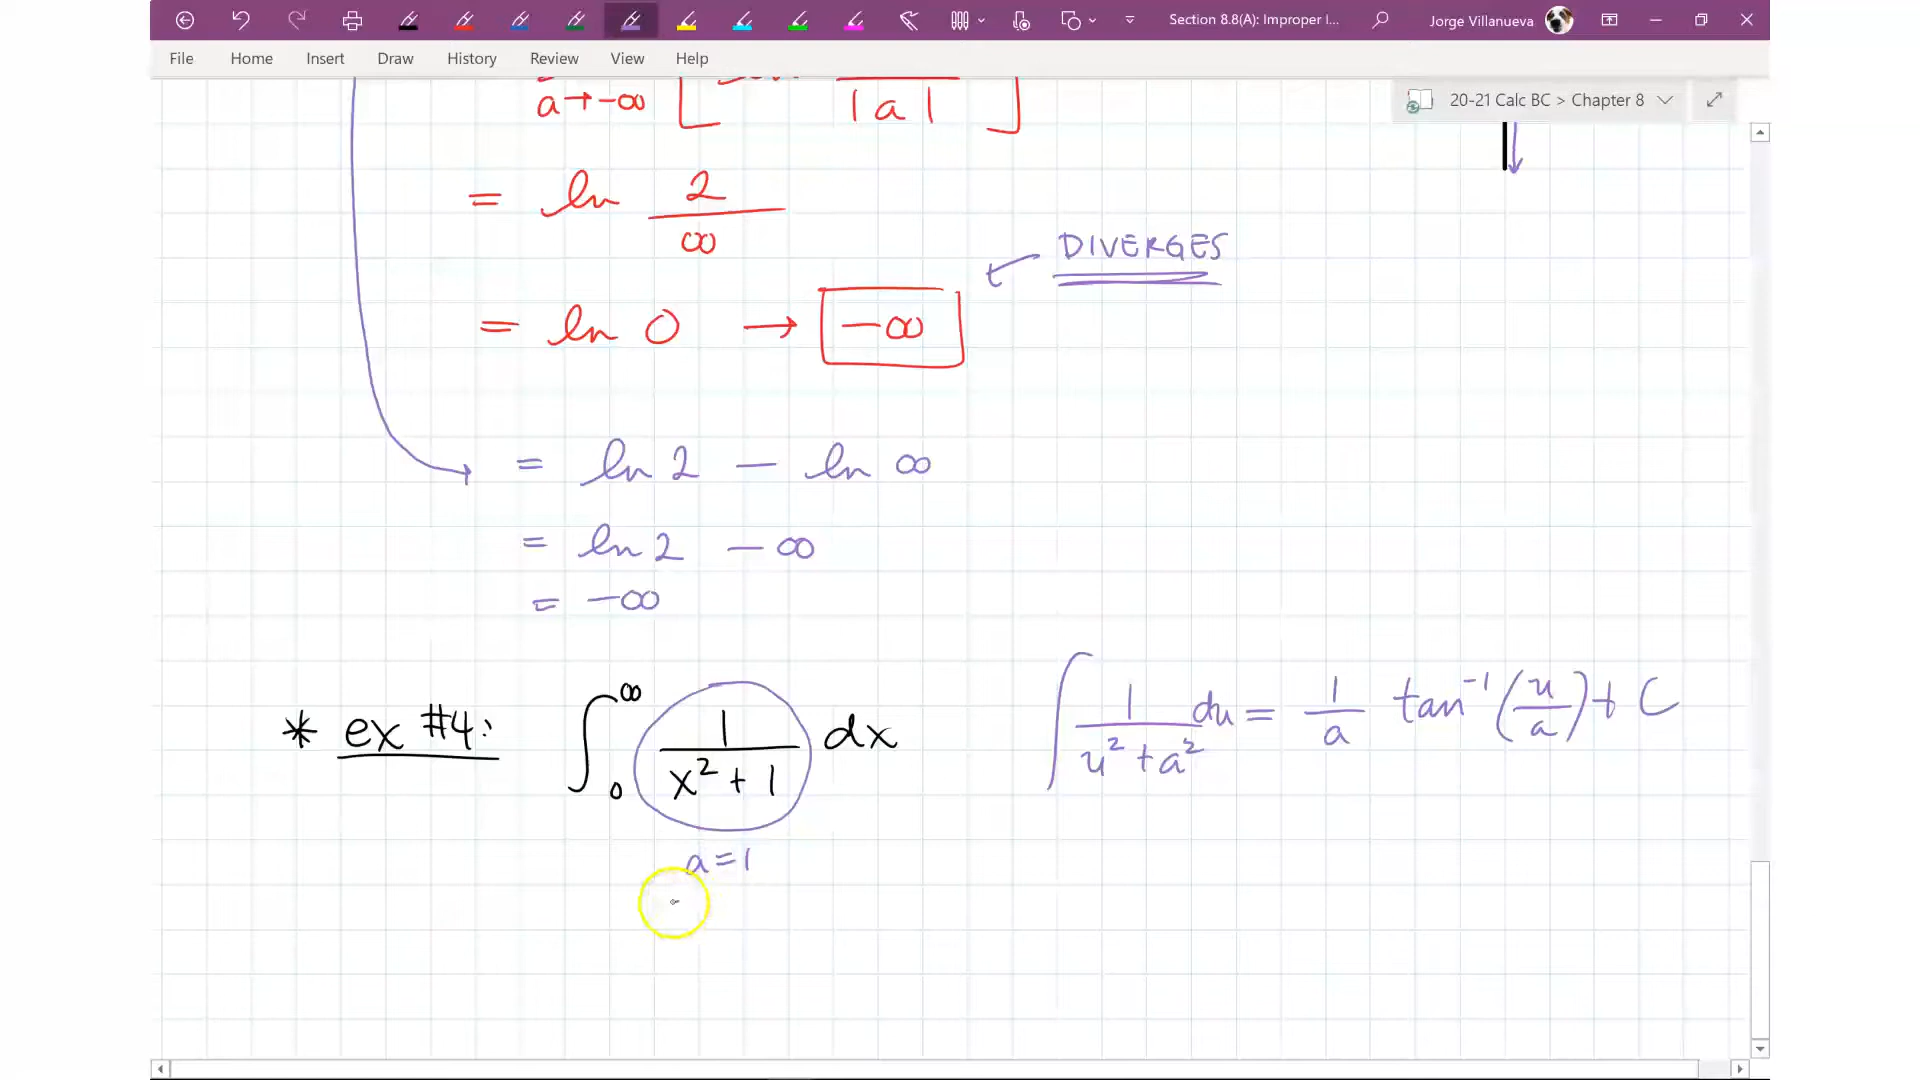 Section 8.8(A): Improper I...
Jorge Villanueva
File Home Insert Draw Review History Review View Help
20-21 Calc BC > Chapter 8
a→-∞
|a|
= ln 2/∞
DIVERGES
= ln 0 → -∞
= ln 2 - ln ∞
= ln 2 - ∞
= -∞
* ex #4: ∫₀^∞ 1/(x²+1) dx
∫ 1/(u²+a²) du = 1/a tan⁻¹(u/a) + C
a=1